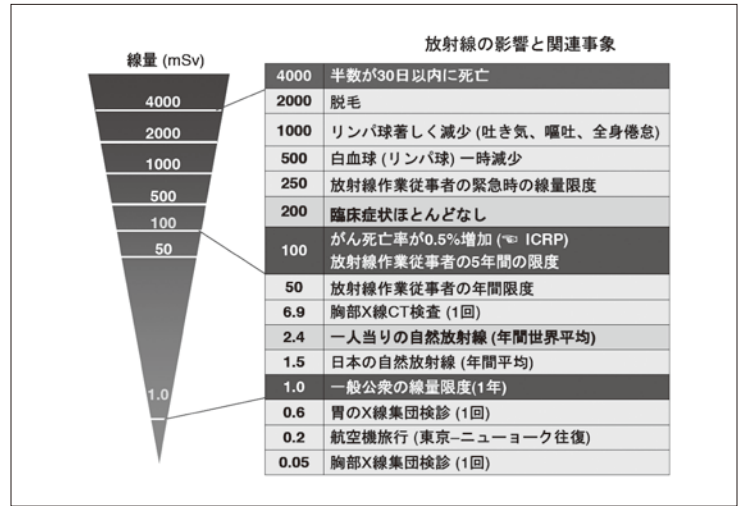 放射線の影響と関連事象
線量 (mSv)
4000
2000
1000
500
100
50
1.0
4000 半数が30日以内に死亡
2000 脱毛
1000 リンパ球著しく減少 (吐き気、嘔吐、全身倦怠)
500 白血球 (リンパ球) 一時減少
250 放射線作業従事者の緊急時の線量限度
200 臨床症状ほとんどなし
100 がん死亡率が0.5%増加 (☜ ICRP)
放射線作業従事者の5年間の限度
50 放射線作業従事者の年間限度
6.9 胸部X線CT検査 (1回)
2.4 一人当りの自然放射線 (年間世界平均)
1.5 日本の自然放射線 (年間平均)
1.0 一般公衆の線量限度(1年)
0.6 胃のX線集団検診 (1回)
0.2 航空機旅行 (東京–ニューヨーク往復)
0.05 胸部X線集団検診 (1回)